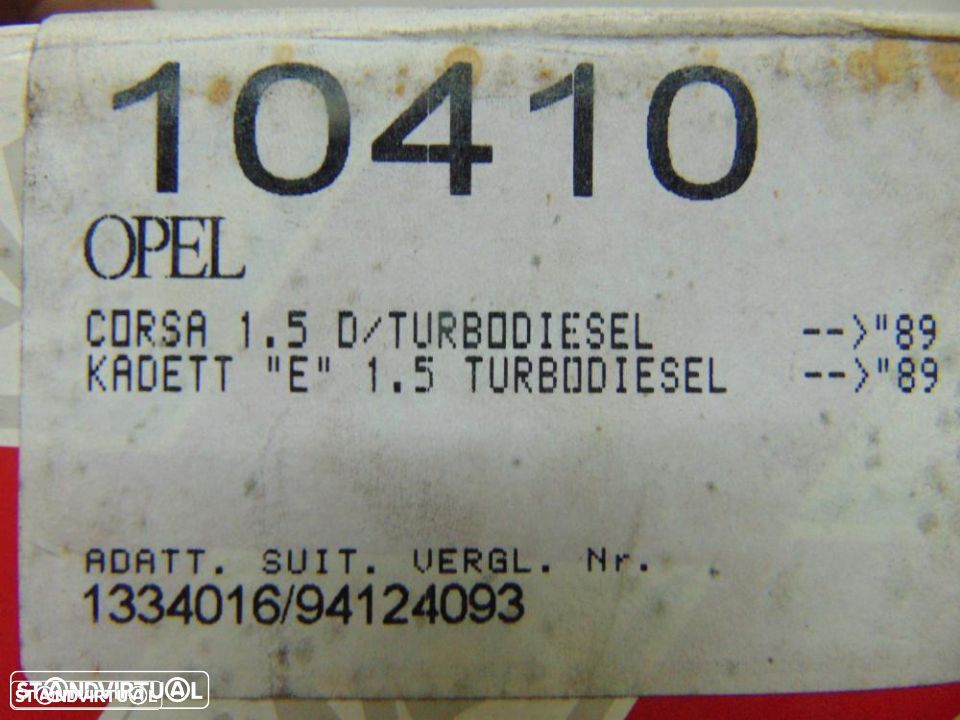 10410
OPEL
CORSA 1.5 D/TURBODIESEL -->"89
KADETT "E" 1.5 TURBODIESEL -->"89
ADATT. SUIT. VERGL. Nr.
1334016/94124093
STANDVIRTUAL
STANDVIRTUAL